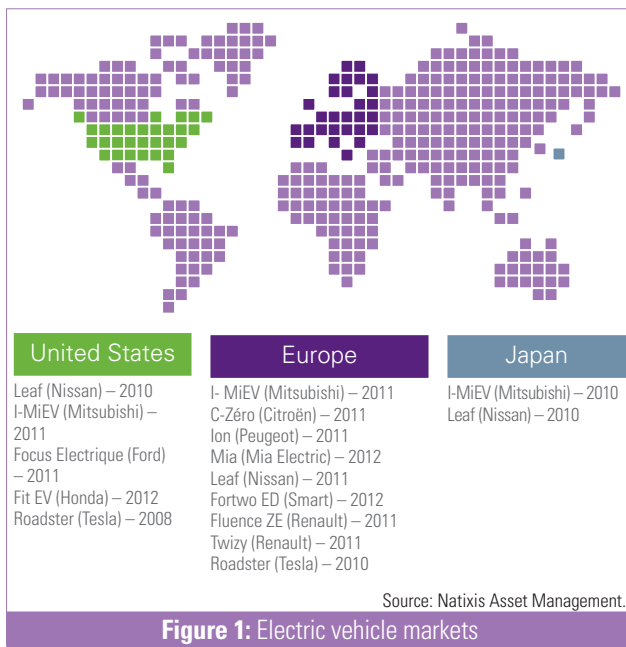 United States
Leaf (Nissan) – 2010
I-MiEV (Mitsubishi) –
2011
Focus Electrique (Ford)
– 2011
Fit EV (Honda) – 2012
Roadster (Tesla) – 2008
Europe
I- MiEV (Mitsubishi) – 2011
C-Zéro (Citroën) – 2011
Ion (Peugeot) – 2011
Mia (Mia Electric) – 2012
Leaf (Nissan) – 2011
Fortwo ED (Smart) – 2012
Fluence ZE (Renault) – 2011
Twizy (Renault) – 2011
Roadster (Tesla) – 2010
Japan
I-MiEV (Mitsubishi) – 2010
Leaf (Nissan) – 2010
Source: Natixis Asset Management.
Figure 1: Electric vehicle markets